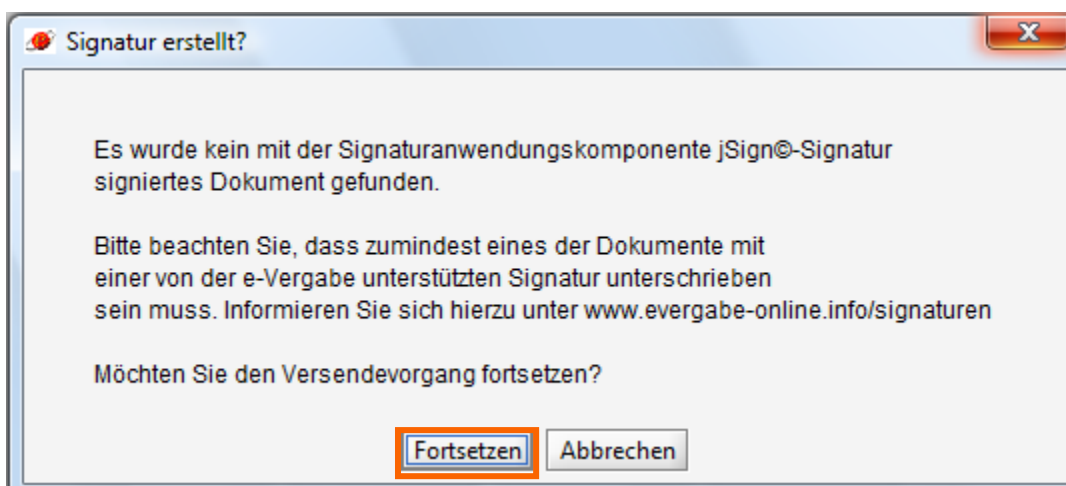 Signatur erstellt?
Es wurde kein mit der Signaturanwendungskomponente jSign©-Signatur
signiertes Dokument gefunden.
Bitte beachten Sie, dass zumindest eines der Dokumente mit
einer von der e-Vergabe unterstützten Signatur unterschrieben
sein muss. Informieren Sie sich hierzu unter www.evergabe-online.info/signaturen
Möchten Sie den Versendevorgang fortsetzen?
Fortsetzen Abbrechen